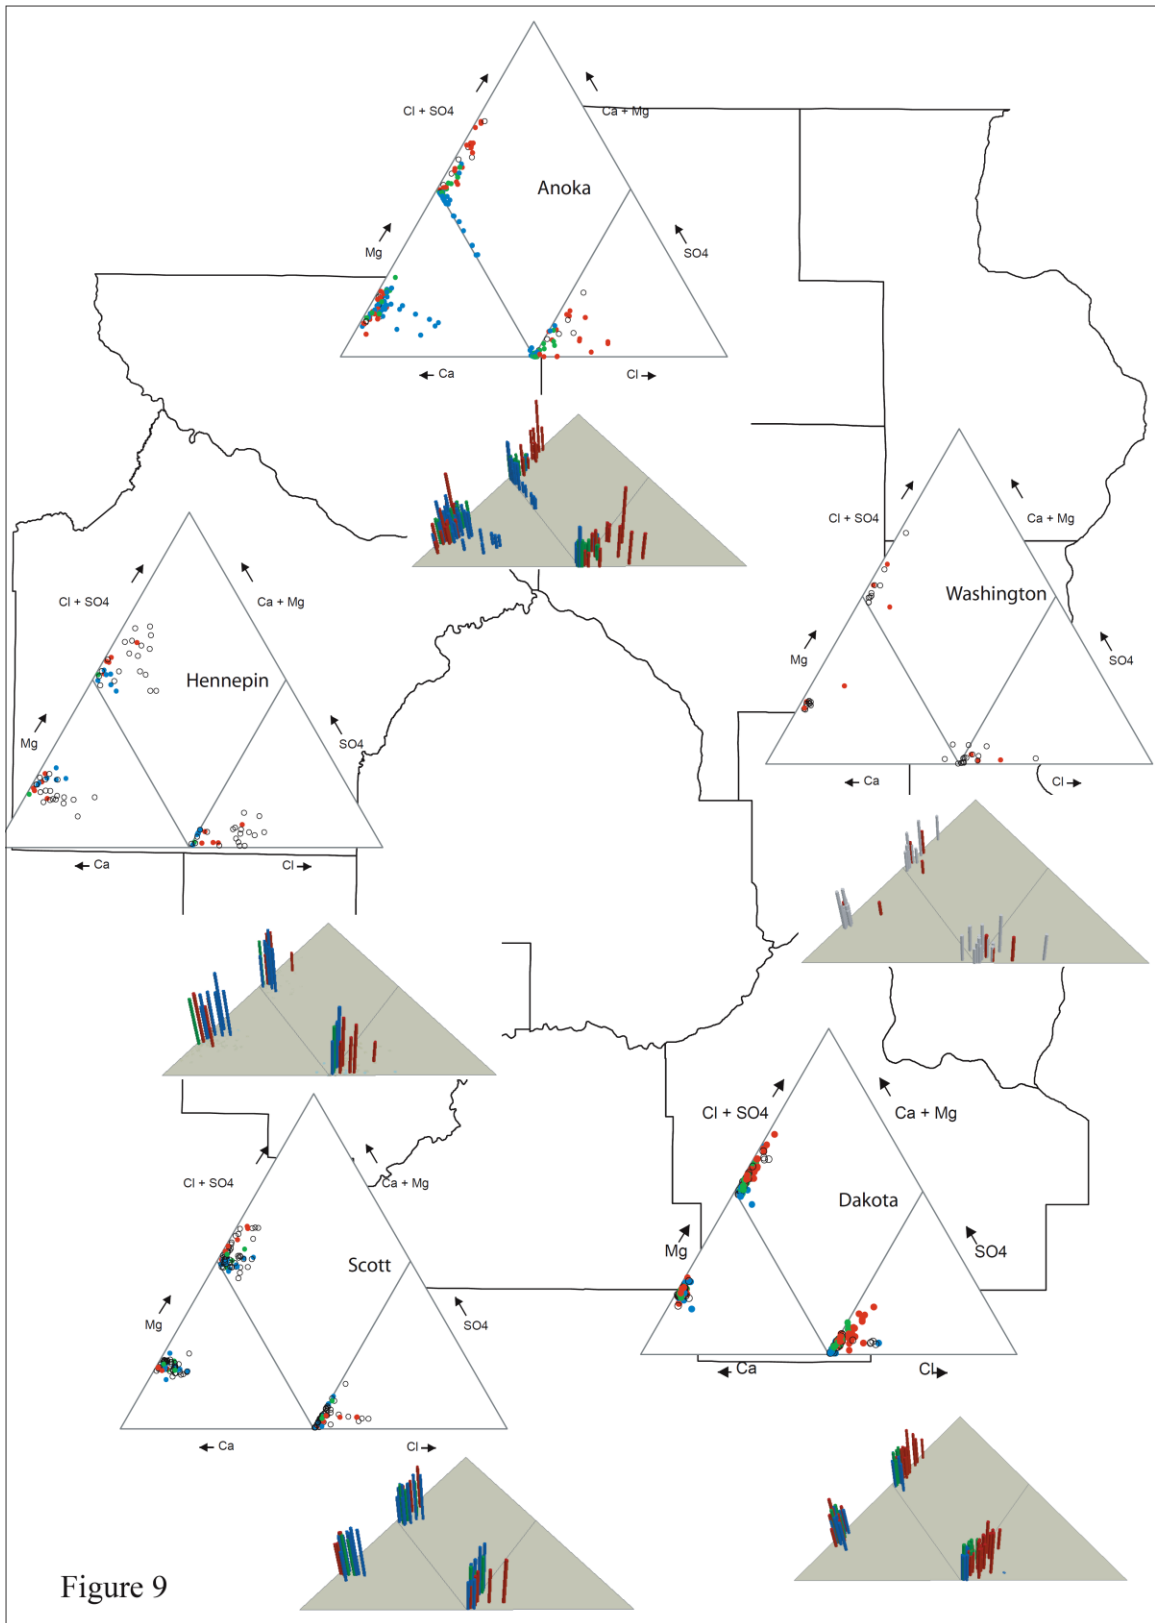 Cl + SO4
Ca + Mg
Anoka
Mg
SO4
Ca
Cl
Cl + SO4
Ca + Mg
Washington
Mg
SO4
Ca
Cl
Cl + SO4
Ca + Mg
Hennepin
Mg
SO4
Ca
Cl
Cl + SO4
Ca + Mg
Dakota
Mg
SO4
Ca
Cl
Cl + SO4
Ca + Mg
Scott
Mg
SO4
Ca
Cl
Figure 9